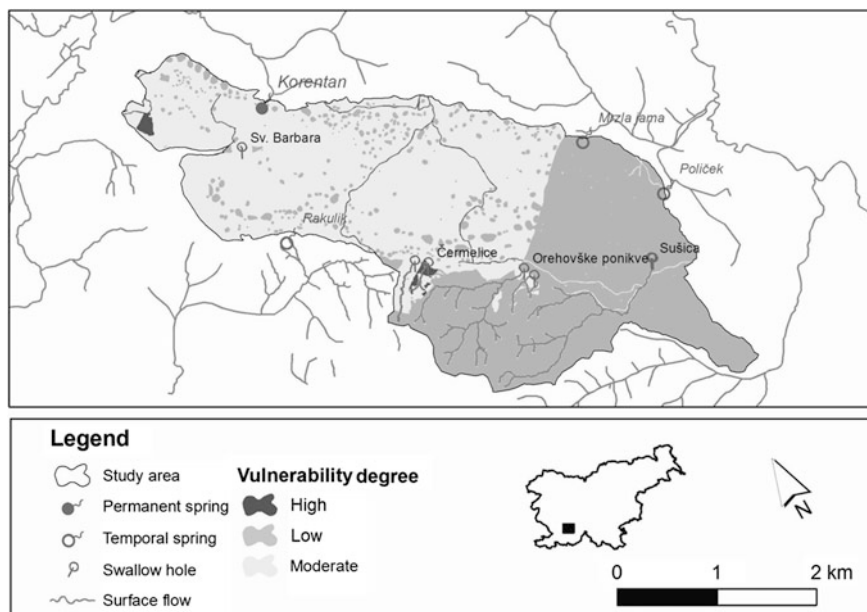 Korentan
Mrzla jama
Sv. Barbara
Poliček
Rakulik
Čermelice
Orehovške ponikve
Sušica
Legend
Study area
Permanent spring
Temporal spring
Swallow hole
Surface flow
Vulnerability degree
High
Low
Moderate
N
0 1 2 km